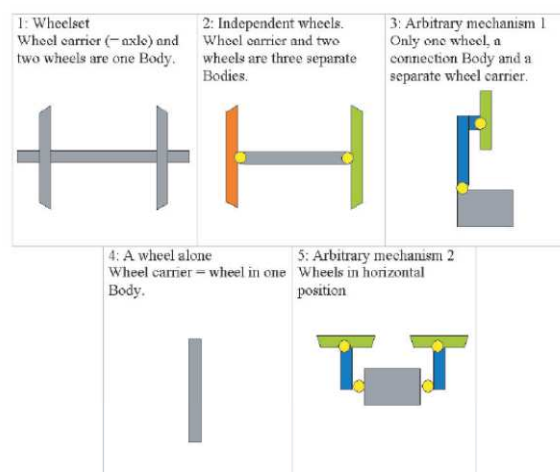 1: Wheelset
Wheel carrier (= axle) and
two wheels are one Body.
2: Independent wheels.
Wheel carrier and two
wheels are three separate
Bodies.
3: Arbitrary mechanism 1
Only one wheel, a
connection Body and a
separate wheel carrier.
4: A wheel alone
Wheel carrier = wheel in one
Body.
5: Arbitrary mechanism 2
Wheels in horizontal
position